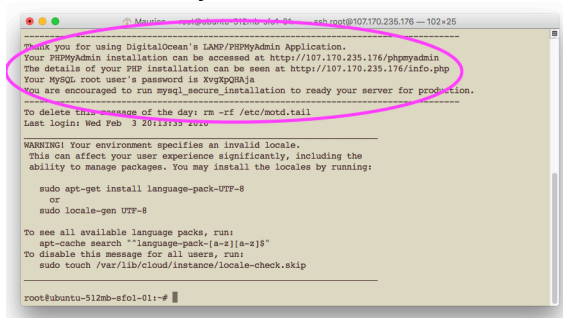 Maurice — root@ubuntu-512mb-sfo1-01: ~ — ssh root@107.170.235.176 — 102×25
Thank you for using DigitalOcean's LAMP/PHPMyAdmin Application.
Your PHPMyAdmin installation can be accessed at http://107.170.235.176/phpmyadmin
The details of your PHP installation can be seen at http://107.170.235.176/info.php
Your MySQL root user's password is XvgXpQHAja
You are encouraged to run mysql_secure_installation to ready your server for production.
To delete this message of the day: rm -rf /etc/motd.tail
Last login: Wed Feb  3 20:13:35 2016
WARNING! Your environment specifies an invalid locale.
This can affect your user experience significantly, including the
ability to manage packages. You may install the locales by running:
sudo apt-get install language-pack-UTF-8
or
sudo locale-gen UTF-8
To see all available language packs, run:
apt-cache search "^language-pack-[a-z][a-z]$"
To disable this message for all users, run:
sudo touch /var/lib/cloud/instance/locale-check.skip
root@ubuntu-512mb-sfo1-01:~#